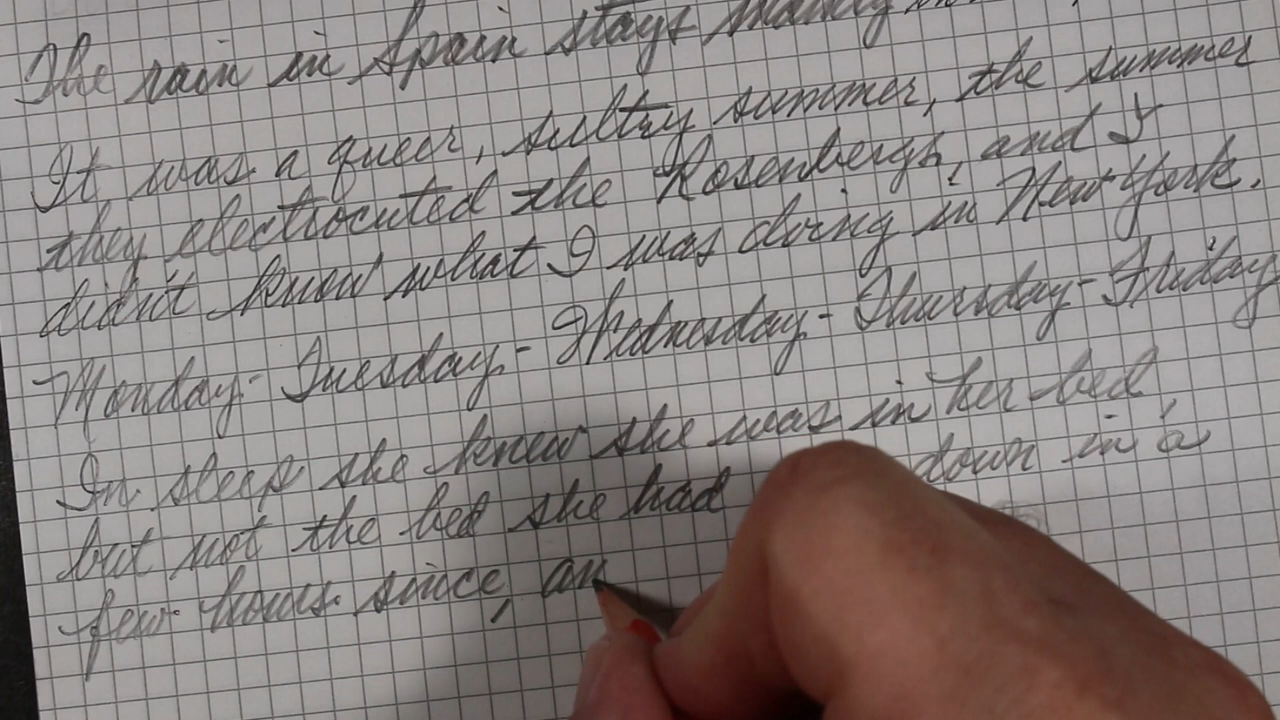 The rain in Spain stays mainly
It was a queer, sultry summer, the summer
they electrocuted the Rosenbergs, and I
didn't know what I was doing in New York.
Monday - Tuesday - Wednesday - Thursday - Friday
In sleep she knew she was in her bed,
but not the bed she had down in a
few hours since, an